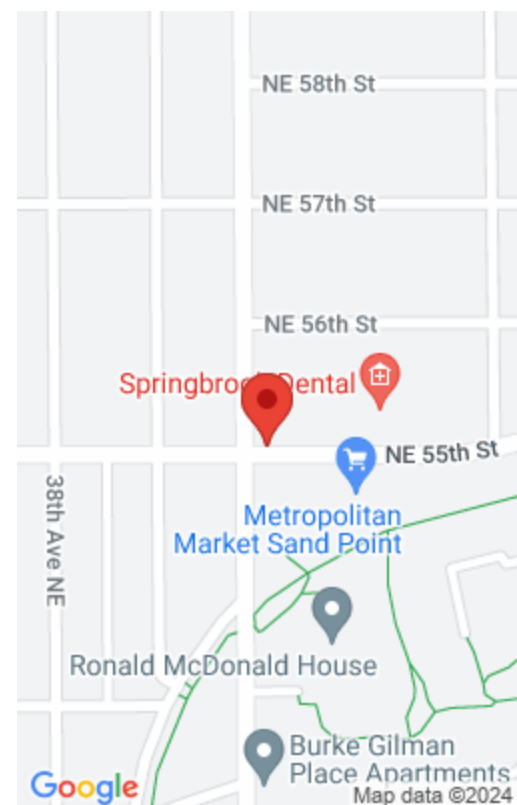 NE 58th St
NE 57th St
NE 56th St
Springbrook Dental
NE 55th St
38th Ave NE
Metropolitan
Market Sand Point
Ronald McDonald House
Burke Gilman
Place Apartments
Google
Map data ©2024